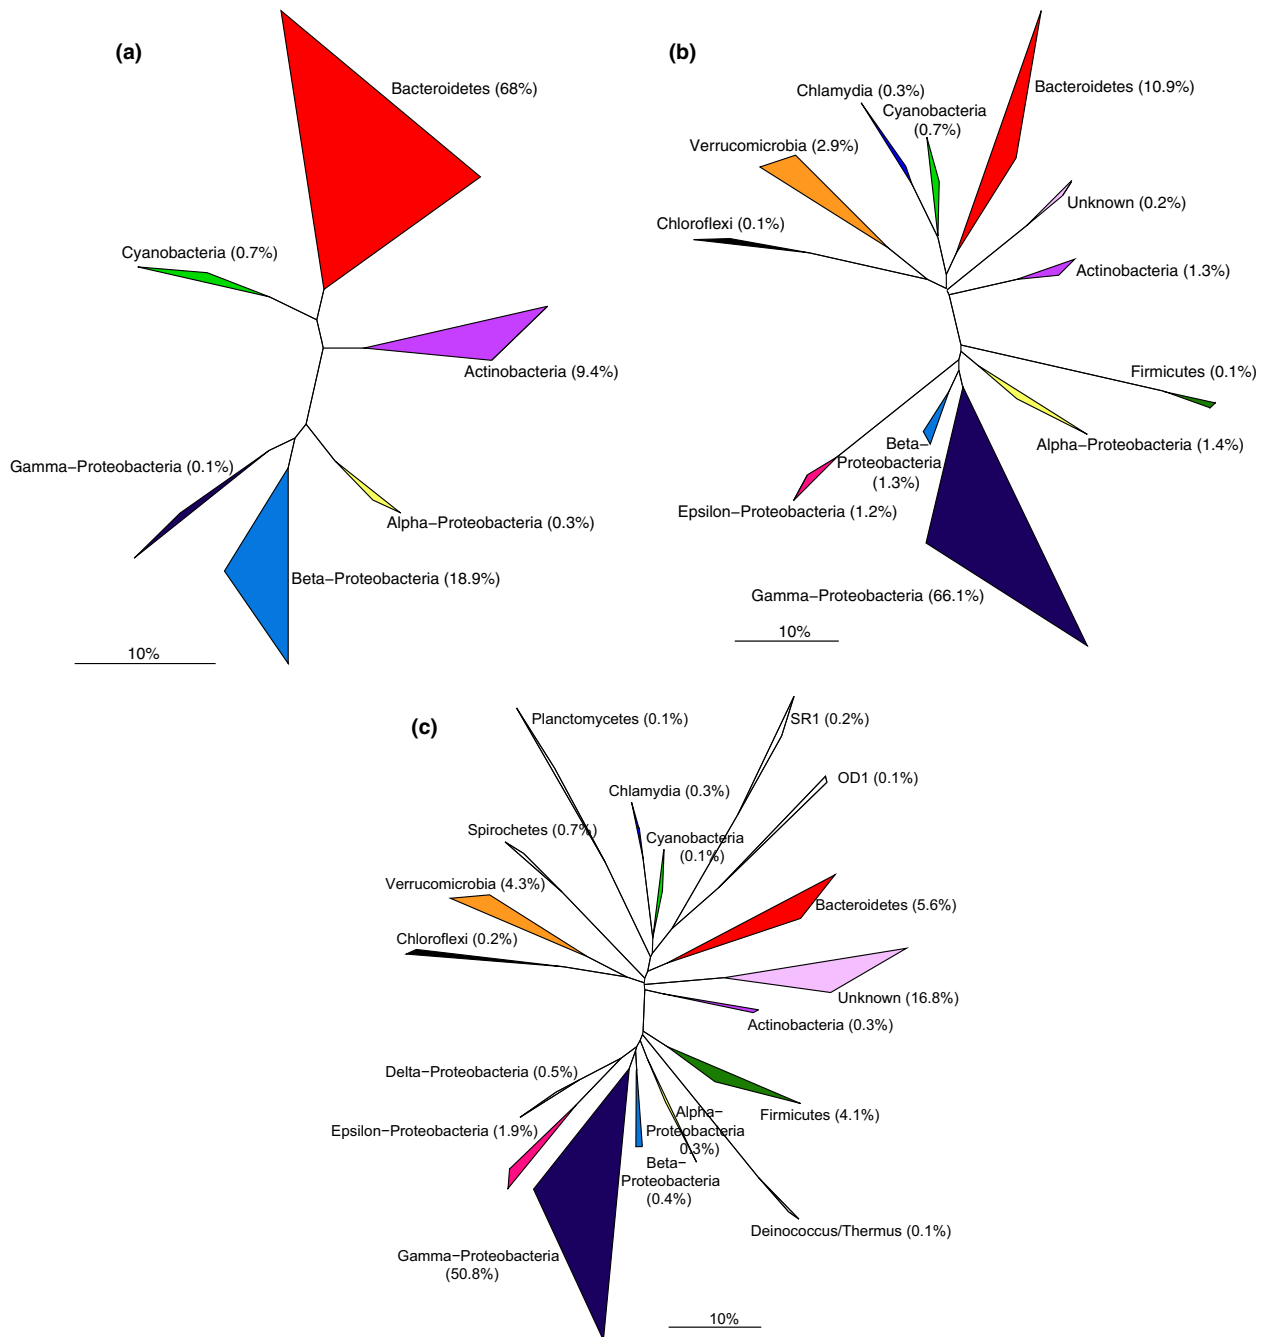 (a)
Bacteroidetes (68%)
Cyanobacteria (0.7%)
Actinobacteria (9.4%)
Gamma−Proteobacteria (0.1%)
Alpha−Proteobacteria (0.3%)
Beta−Proteobacteria (18.9%)
10%
(b)
Bacteroidetes (10.9%)
Chlamydia (0.3%)
Cyanobacteria
(0.7%)
Verrucomicrobia (2.9%)
Unknown (0.2%)
Chloroflexi (0.1%)
Actinobacteria (1.3%)
Firmicutes (0.1%)
Alpha−Proteobacteria (1.4%)
Beta−
Proteobacteria
(1.3%)
Epsilon−Proteobacteria (1.2%)
Gamma−Proteobacteria (66.1%)
10%
(c)
Planctomycetes (0.1%)
SR1 (0.2%)
OD1 (0.1%)
Chlamydia (0.3%)
Spirochetes (0.7%)
Cyanobacteria
(0.1%)
Verrucomicrobia (4.3%)
Bacteroidetes (5.6%)
Chloroflexi (0.2%)
Unknown (16.8%)
Actinobacteria (0.3%)
Delta−Proteobacteria (0.5%)
Firmicutes (4.1%)
Alpha−
Proteobacteria
0.3%)
Epsilon−Proteobacteria (1.9%)
Beta−
Proteobacteria
(0.4%)
Deinococcus/Thermus (0.1%)
Gamma−Proteobacteria
(50.8%)
10%